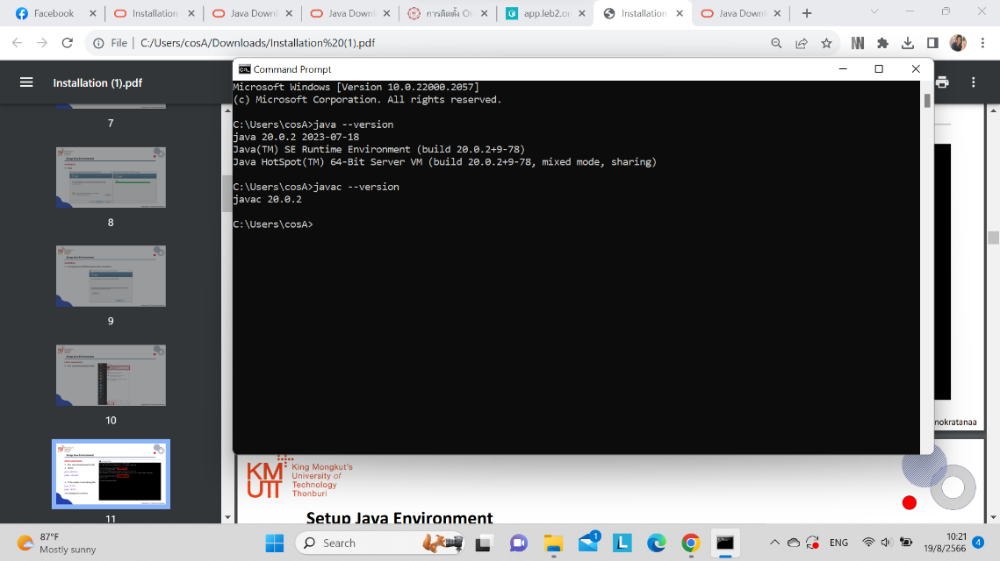 Facebook
Installation
Java Downl
Java Downl
การติดตั้ง Or
app.leb2.or
Installation
Java Downl
File
C:/Users/cosA/Downloads/Installation%20(1).pdf
Installation (1).pdf
Command Prompt
Microsoft Windows [Version 10.0.22000.2057]
(c) Microsoft Corporation. All rights reserved.
C:\Users\cosA>java --version
java 20.0.2 2023-07-18
Java(TM) SE Runtime Environment (build 20.0.2+9-78)
Java HotSpot(TM) 64-Bit Server VM (build 20.0.2+9-78, mixed mode, sharing)
C:\Users\cosA>javac --version
javac 20.0.2
C:\Users\cosA>
7
8
9
10
Setup Java Environment
11
nokratanaa
KMUTT
King Mongkut's
University of
Technology
Thonburi
Setup Java Environment
87°F
Mostly sunny
Search
1
L
ENG
10:21
19/8/2566
4